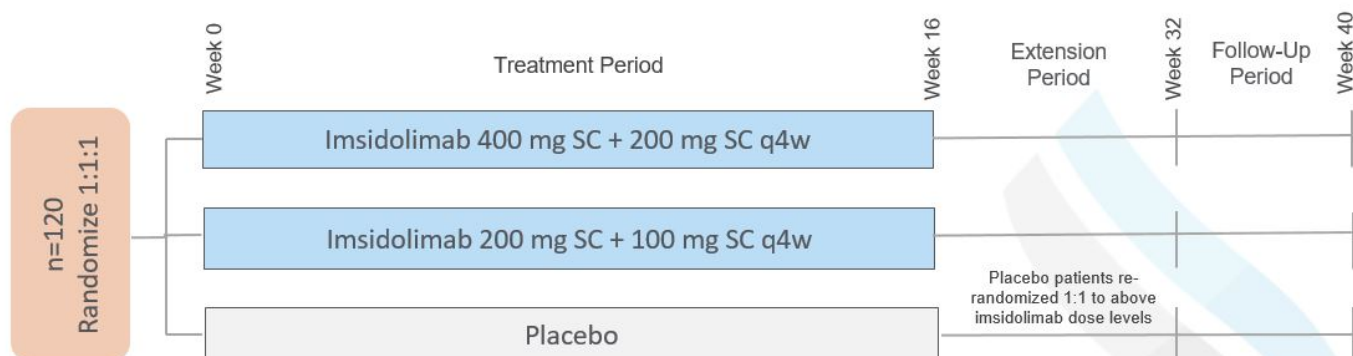 Week 0
Treatment Period
Week 16
Extension
Period
Week 32
Follow-Up
Period
Week 40
n=120
Randomize 1:1:1
Imsidolimab 400 mg SC + 200 mg SC q4w
Imsidolimab 200 mg SC + 100 mg SC q4w
Placebo patients re-
randomized 1:1 to above
imsidolimab dose levels
Placebo